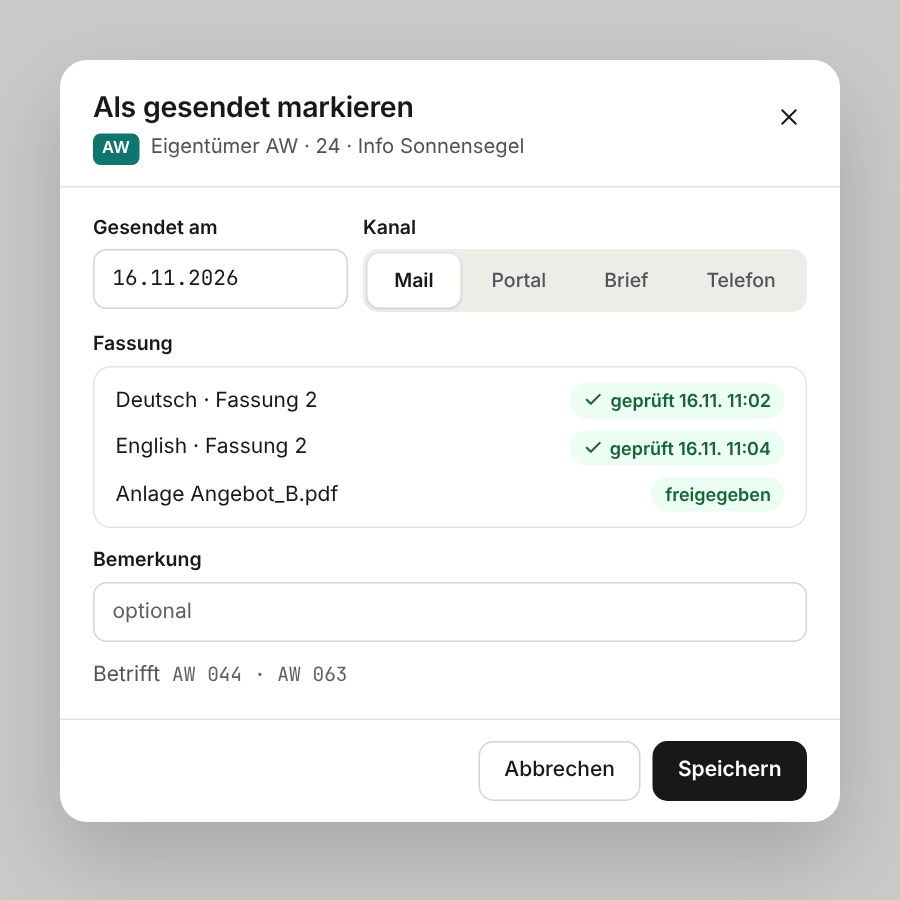 Als gesendet markieren
AW Eigentümer AW · 24 · Info Sonnensegel
Gesendet am
16.11.2026
Kanal
Mail Portal Brief Telefon
Fassung
Deutsch · Fassung 2 geprüft 16.11. 11:02
English · Fassung 2 geprüft 16.11. 11:04
Anlage Angebot_B.pdf freigegeben
Bemerkung
optional
Betrifft AW 044 · AW 063
Abbrechen Speichern